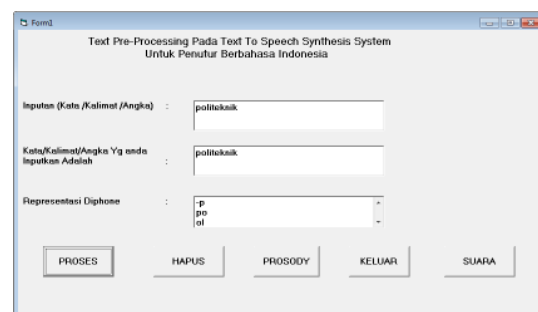 Form1
Text Pre-Processing Pada Text To Speech Synthesis System
Untuk Penutur Berbahasa Indonesia
Inputan (Kata /Kalimat /Angka) :
politeknik
Kata/Kalimat/Angka Yg anda
Inputkan Adalah :
politeknik
Representasi Diphone :
-p
po
ol
PROSES HAPUS PROSODY KELUAR SUARA